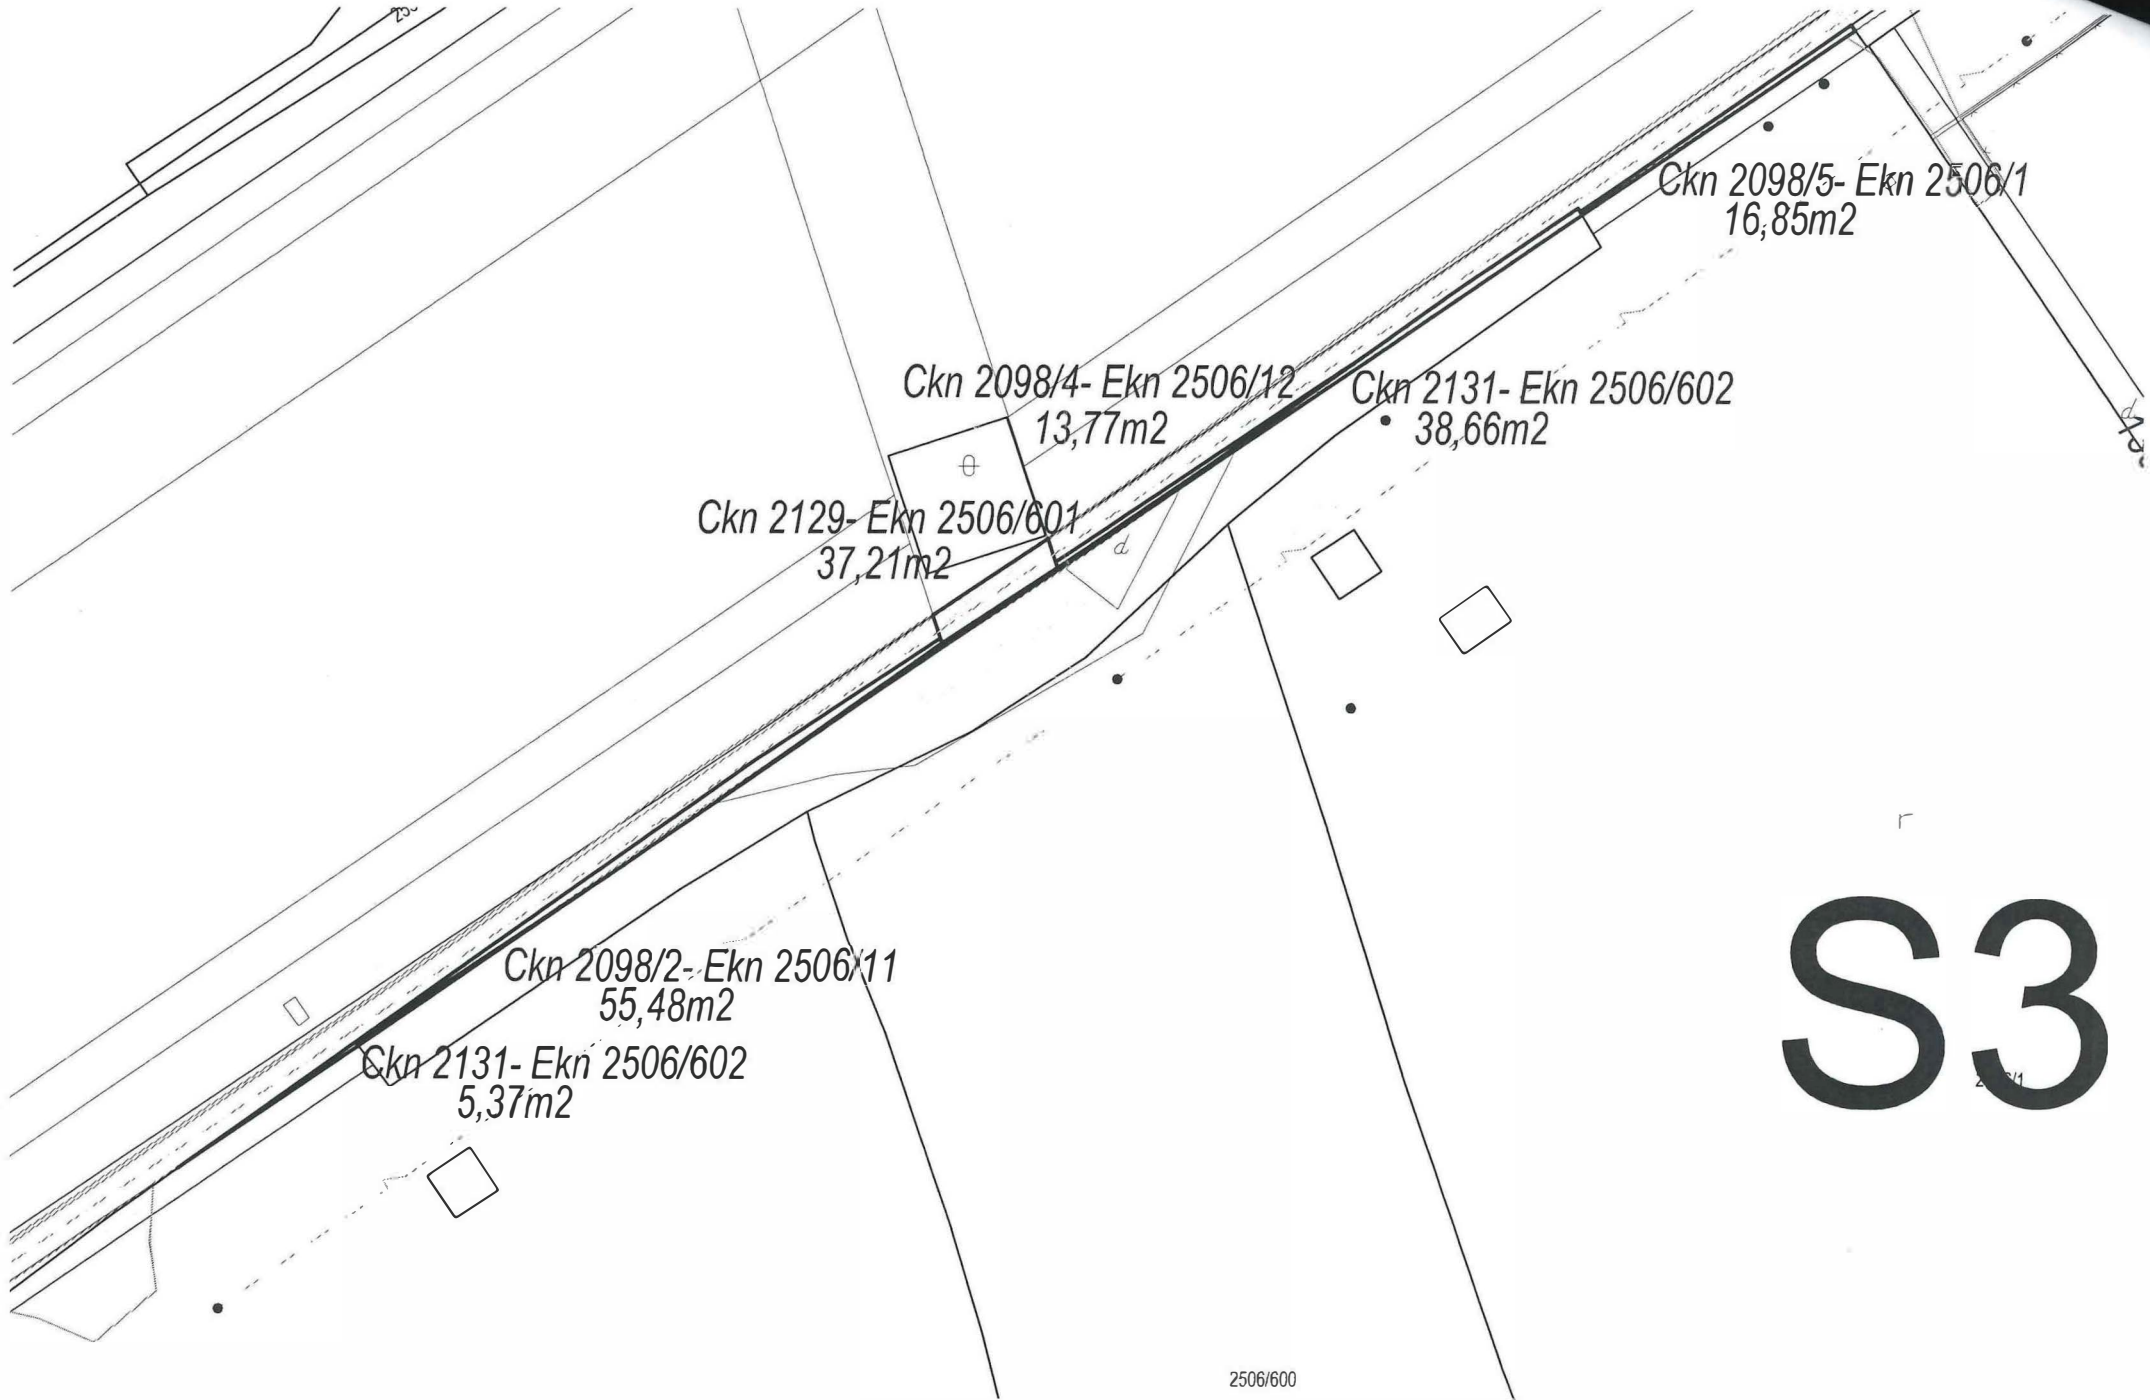 Ckn 2098/5- Ekn 2506/1
16,85m2
Ckn 2098/4- Ekn 2506/12
13,77m2
Ckn 2131- Ekn 2506/602
38,66m2
d
Ckn 2129- Ekn 2506/601
37,21m2
d
r
S3
Ckn 2098/2- Ekn 2506/11
55,48m2
Ckn 2131- Ekn 2506/602
5,37m2
2506/600